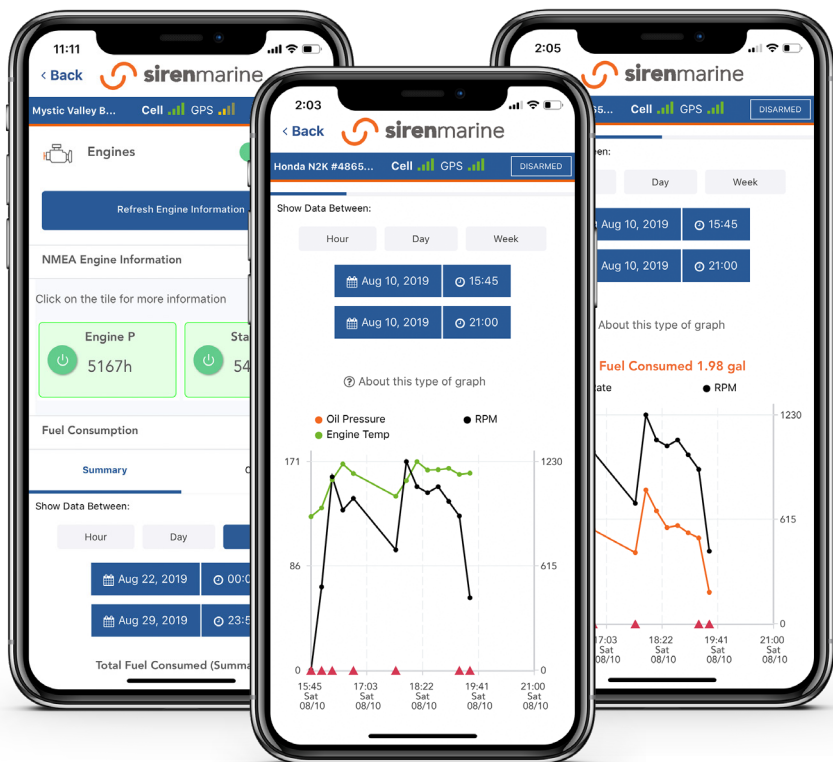 11:11
< Back
sirenmarine
Mystic Valley B... Cell GPS
Engines
Refresh Engine Information
NMEA Engine Information
Click on the tile for more information
Engine P
5167h
Fuel Consumption
Summary
Show Data Between:
Hour Day
Aug 22, 2019
Aug 29, 2019
Total Fuel Consumed
2:03
< Back
sirenmarine
Honda N2K #4865... Cell GPS DISARMED
Show Data Between:
Hour Day Week
Aug 10, 2019 15:45
Aug 10, 2019 21:00
About this type of graph
Oil Pressure RPM
Engine Temp
171 1230
86 615
0 0
15:45 17:03 18:22 19:41 21:00
Sat Sat Sat Sat Sat
08/10 08/10 08/10 08/10 08/10
2:05
sirenmarine
Cell GPS DISARMED
Day Week
Aug 10, 2019 15:45
Aug 10, 2019 21:00
About this type of graph
Fuel Consumed 1.98 gal
RPM
1230
615
0
17:03 18:22 19:41 21:00
Sat Sat Sat Sat
08/10 08/10 08/10 08/10